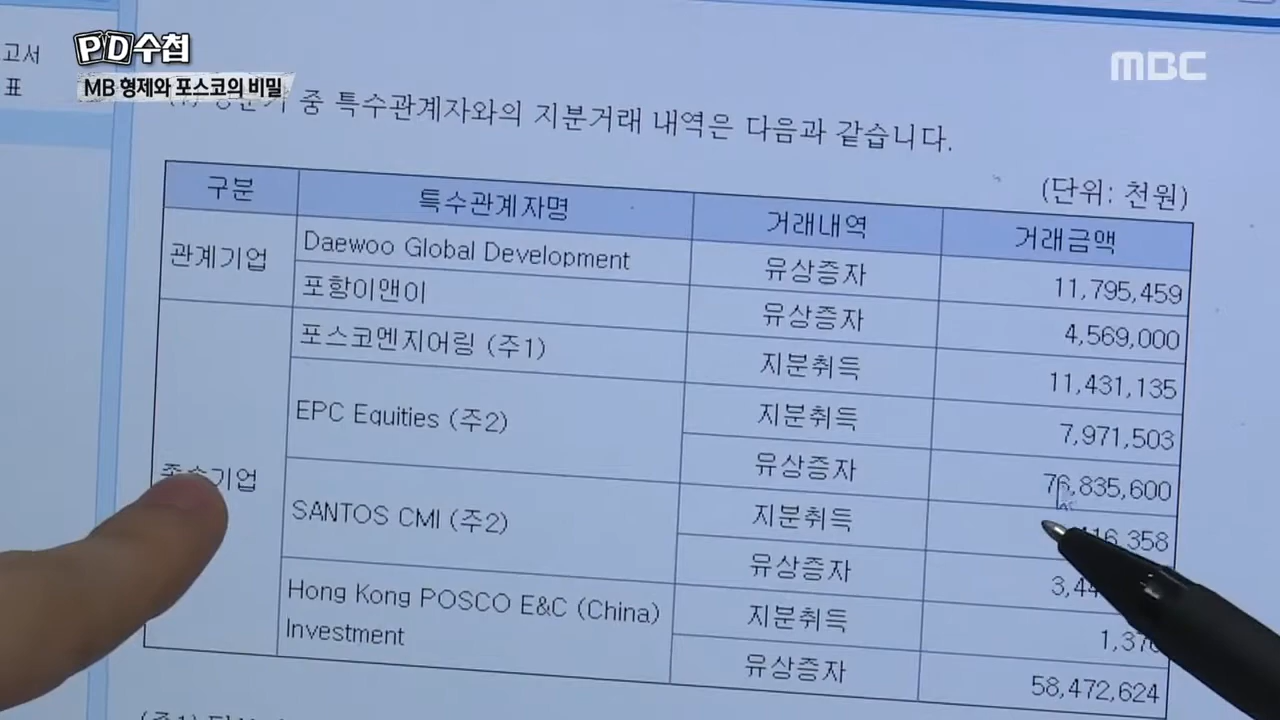 고서
표
PD수첩
MB 형제와 포스코의 비밀
MBC
중 특수관계자와의 지분거래 내역은 다음과 같습니다.
(단위: 천원)
구분 특수관계자명 거래내역 거래금액
관계기업 Daewoo Global Development 유상증자 11,795,459
포항이앤이 유상증자 4,569,000
포스코엔지어링 (주1) 지분취득 11,431,135
EPC Equities (주2) 지분취득 7,971,503
유상증자 76,835,600
SANTOS CMI (주2) 지분취득
유상증자
Hong Kong POSCO E&C (China) Investment 지분취득
유상증자 58,472,624